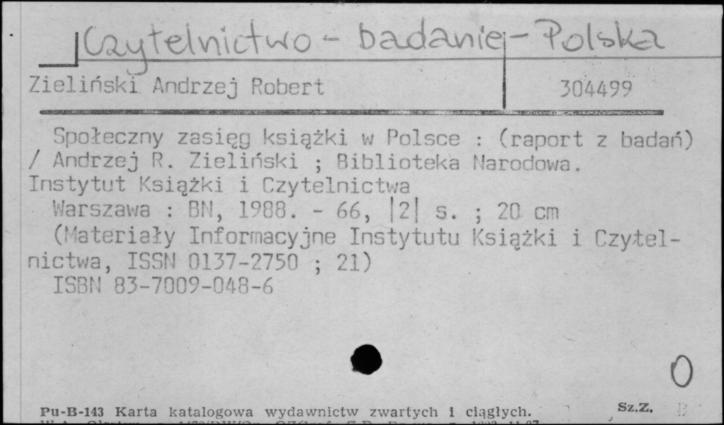 Czytelnictwo - badanie - Polska
Zieliński Andrzej Robert 304499
Społeczny zasięg książki w Polsce : (raport z badań)
/ Andrzej R. Zieliński ; Biblioteka Narodowa.
Instytut Książki i Czytelnictwa
Warszawa : BN, 1988. - 66, |2| s. ; 20 cm
(Materiały Informacyjne Instytutu Książki i Czytel-
nictwa, ISSN 0137-2750 ; 21)
ISBN 83-7009-048-6
0
Pu-B-143 Karta katalogowa wydawnictw zwartych i ciągłych. Sz.Z.